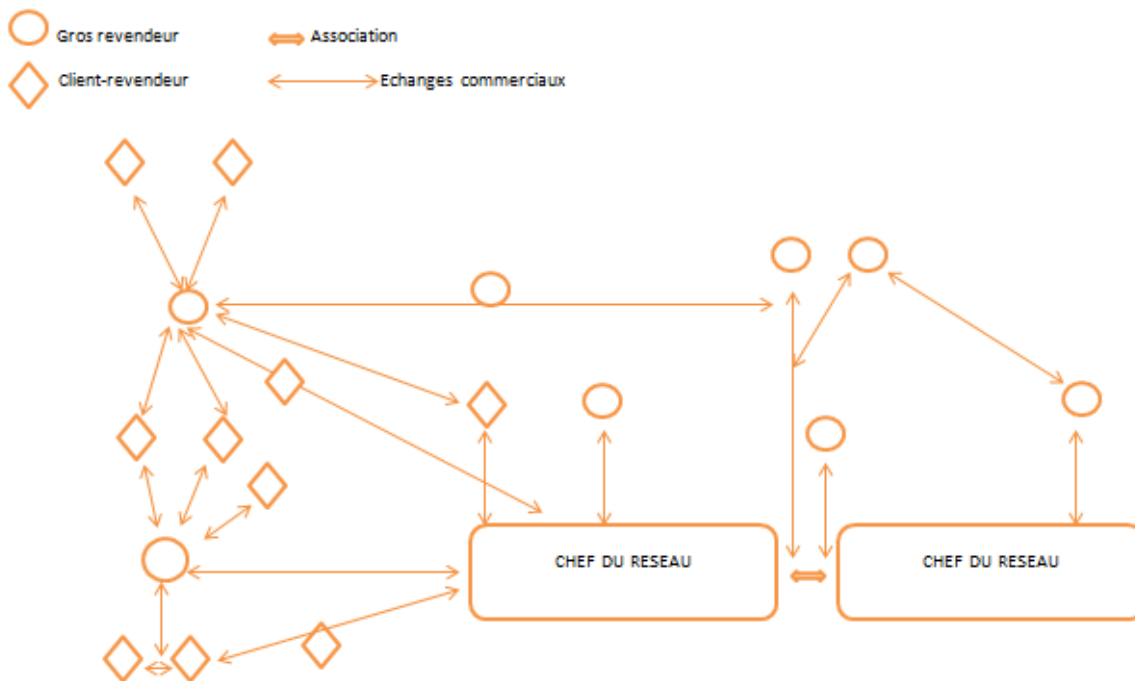 Gros revendeur
Association
Client-revendeur
Echanges commerciaux
CHEF DU RESEAU
CHEF DU RESEAU